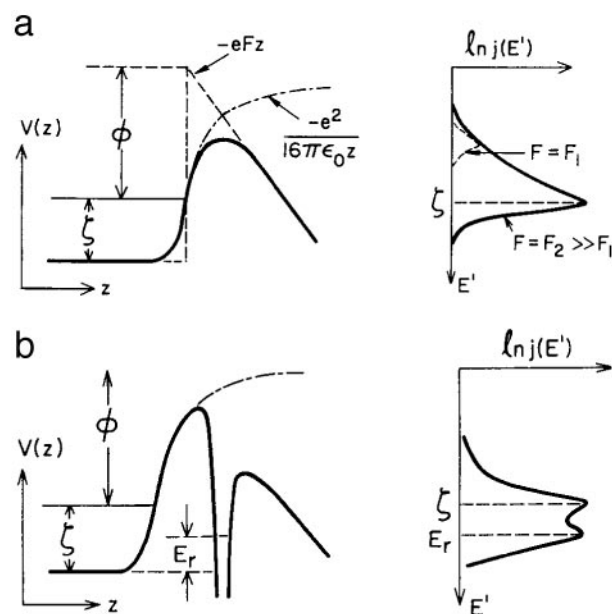 a
-eFz
V(z)
ϕ
-e²
16πϵ₀z
ζ
z
ln j(E')
F = F₁
ζ
F = F₂ >> F₁
E'
b
ϕ
V(z)
ζ
E_r
z
ln j(E')
ζ
E_r
E'